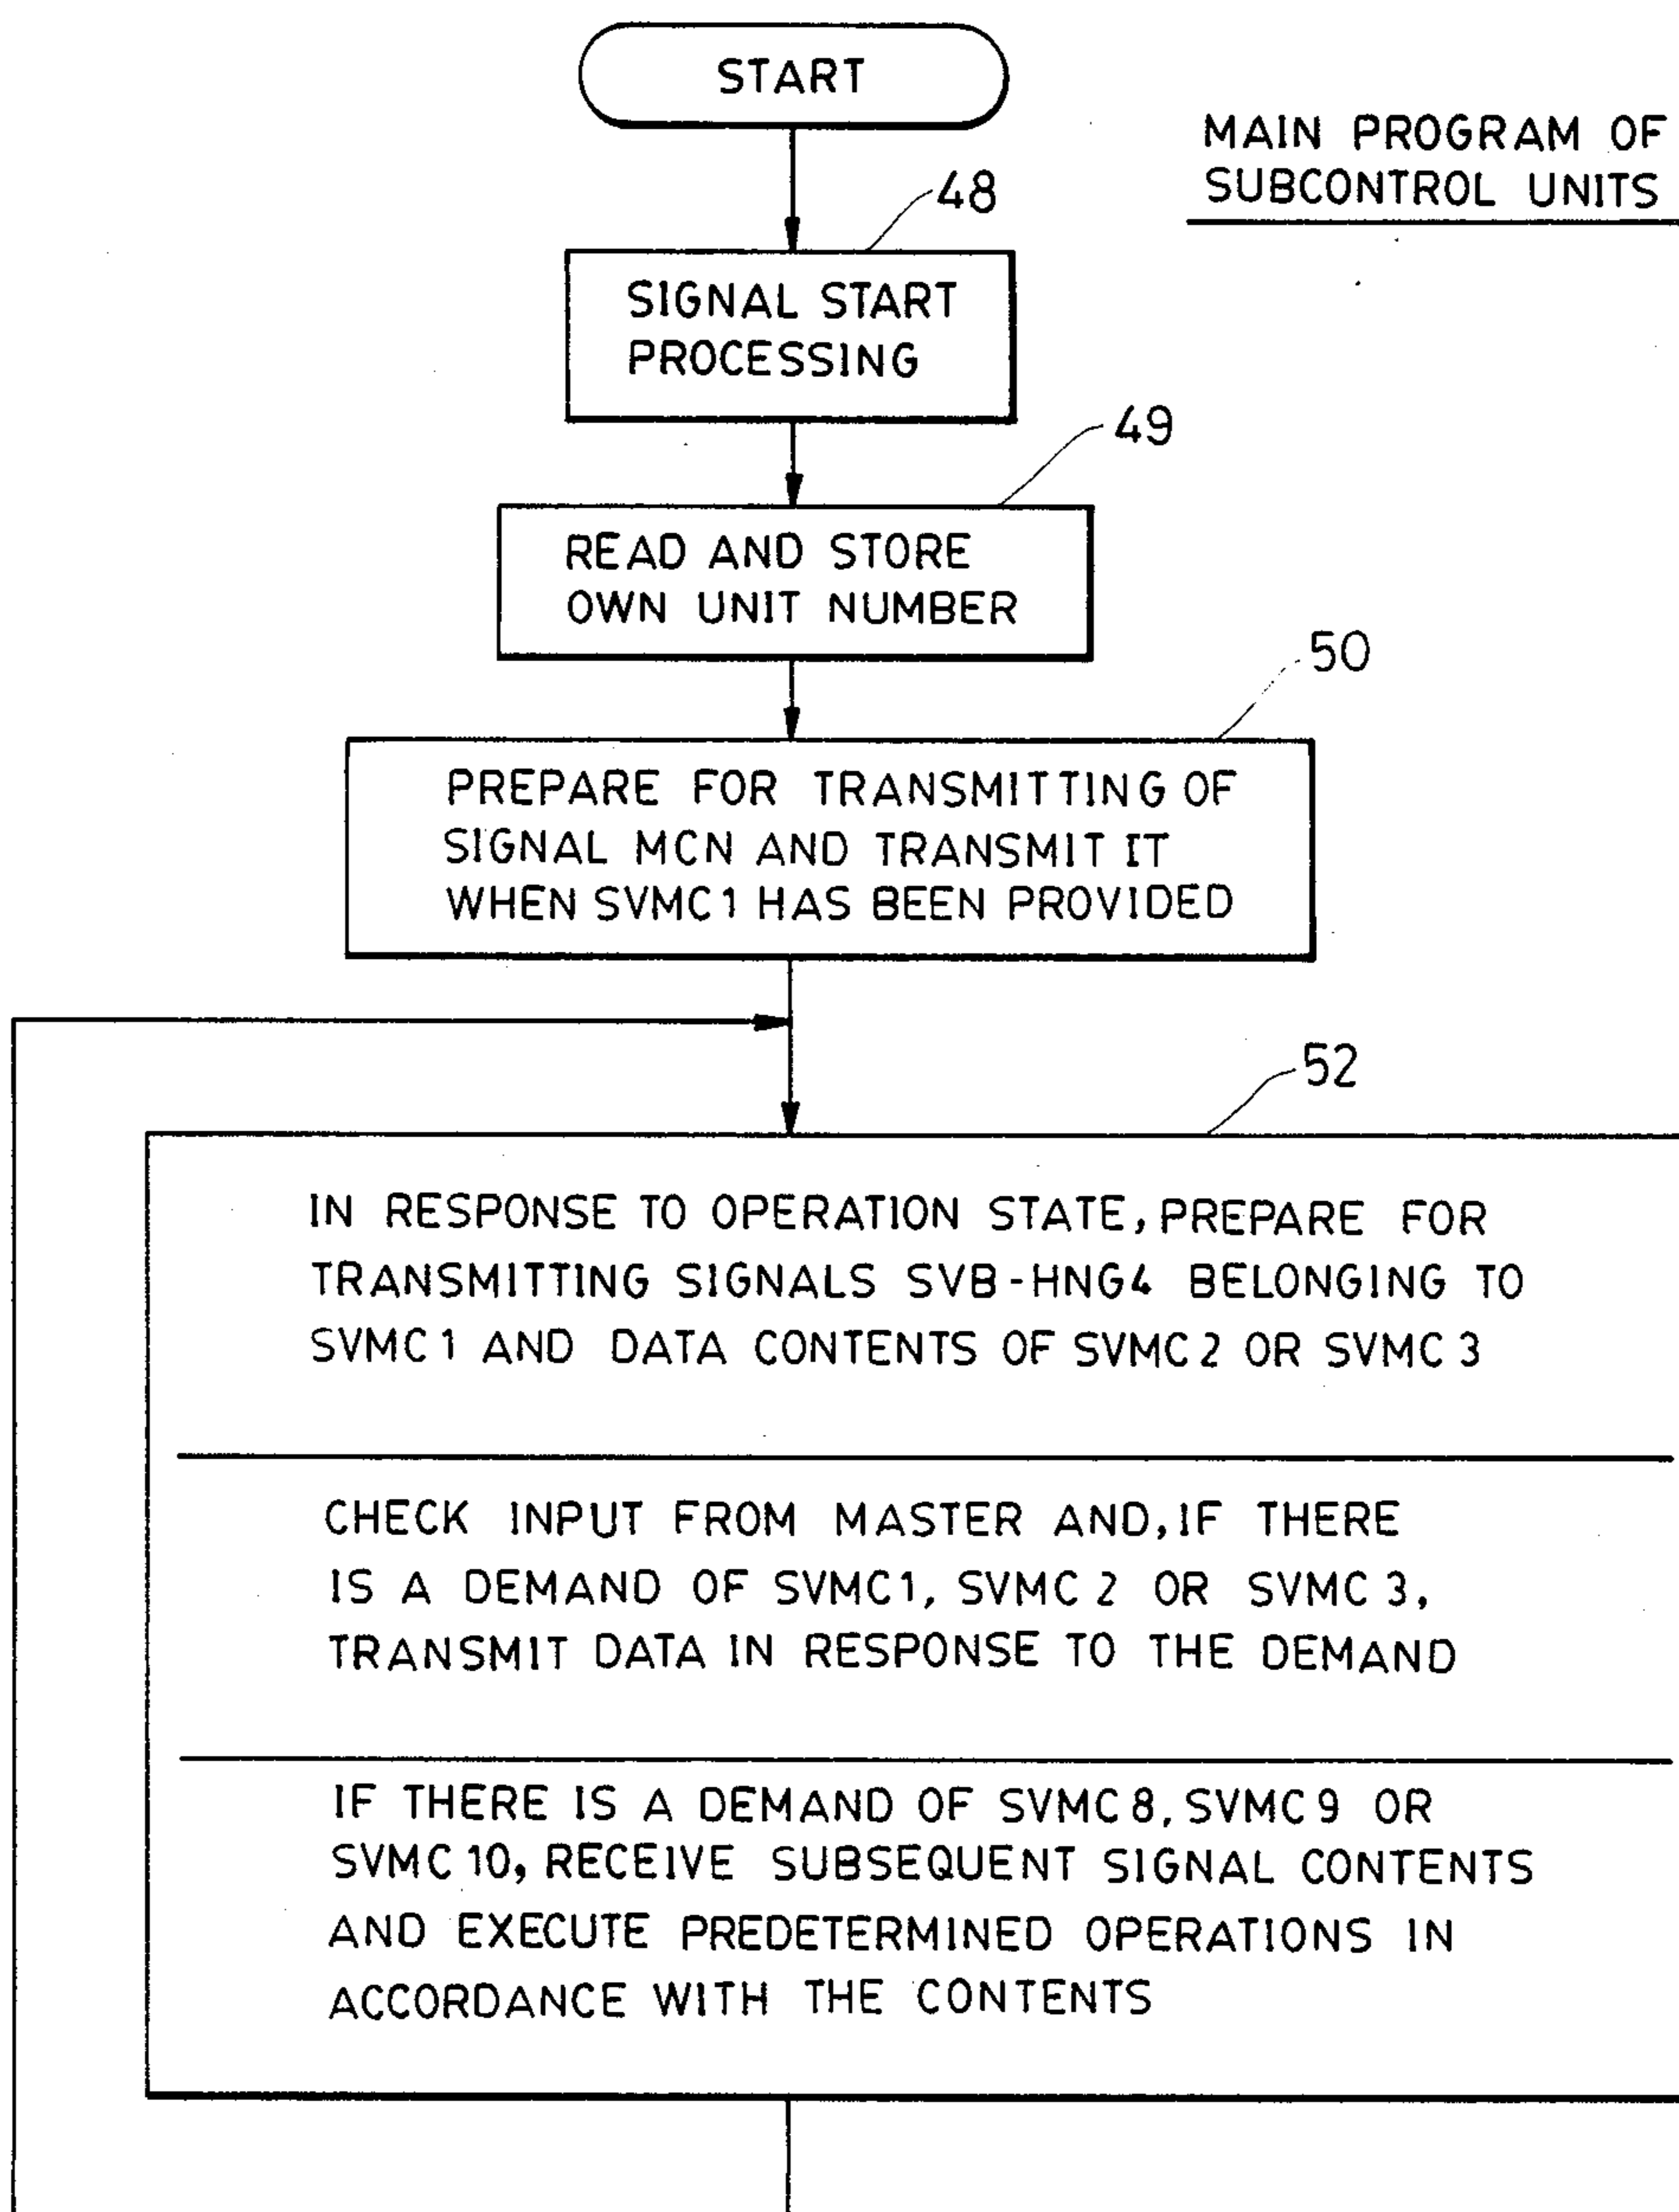 START
MAIN PROGRAM OF
SUBCONTROL UNITS
48
SIGNAL START
PROCESSING
49
READ AND STORE
OWN UNIT NUMBER
50
PREPARE FOR TRANSMITTING OF
SIGNAL MCN AND TRANSMIT IT
WHEN SVMC1 HAS BEEN PROVIDED
52
IN RESPONSE TO OPERATION STATE, PREPARE FOR
TRANSMITTING SIGNALS SVB-HNG4 BELONGING TO
SVMC1 AND DATA CONTENTS OF SVMC2 OR SVMC3
CHECK INPUT FROM MASTER AND, IF THERE
IS A DEMAND OF SVMC1, SVMC2 OR SVMC3,
TRANSMIT DATA IN RESPONSE TO THE DEMAND
IF THERE IS A DEMAND OF SVMC8, SVMC9 OR
SVMC10, RECEIVE SUBSEQUENT SIGNAL CONTENTS
AND EXECUTE PREDETERMINED OPERATIONS IN
ACCORDANCE WITH THE CONTENTS